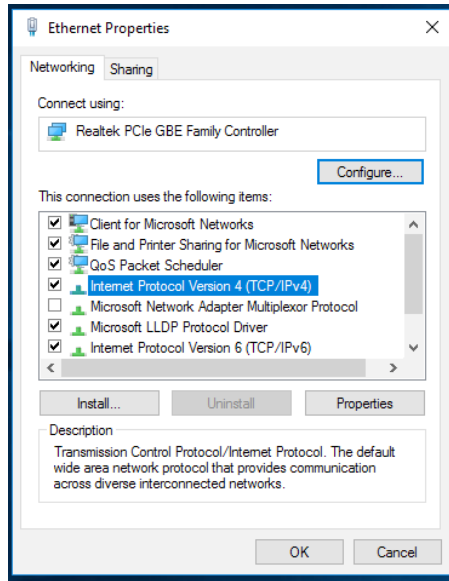 Ethernet Properties
Networking
Sharing
Connect using:
Realtek PCIe GBE Family Controller
Configure...
This connection uses the following items:
Client for Microsoft Networks
File and Printer Sharing for Microsoft Networks
QoS Packet Scheduler
Internet Protocol Version 4 (TCP/IPv4)
Microsoft Network Adapter Multiplexor Protocol
Microsoft LLDP Protocol Driver
Internet Protocol Version 6 (TCP/IPv6)
Install...
Uninstall
Properties
Description
Transmission Control Protocol/Internet Protocol. The default
wide area network protocol that provides communication
across diverse interconnected networks.
OK
Cancel